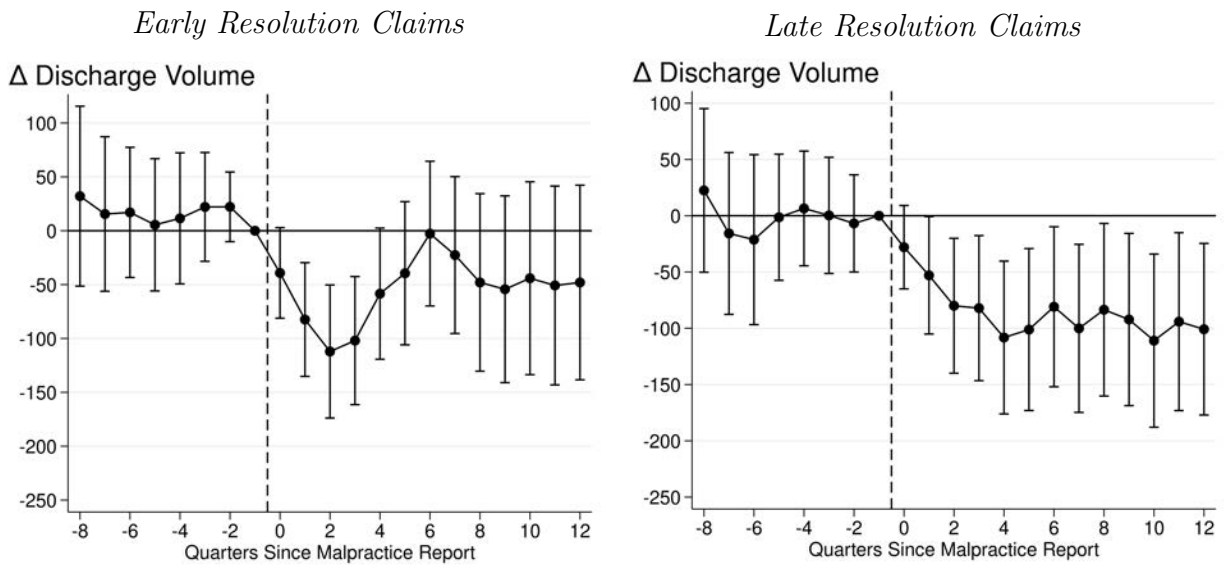 Early Resolution Claims
Δ Discharge Volume
100
50
0
-50
-100
-150
-200
-250
-8 -6 -4 -2 0 2 4 6 8 10 12
Quarters Since Malpractice Report
Late Resolution Claims
Δ Discharge Volume
100
50
0
-50
-100
-150
-200
-250
-8 -6 -4 -2 0 2 4 6 8 10 12
Quarters Since Malpractice Report